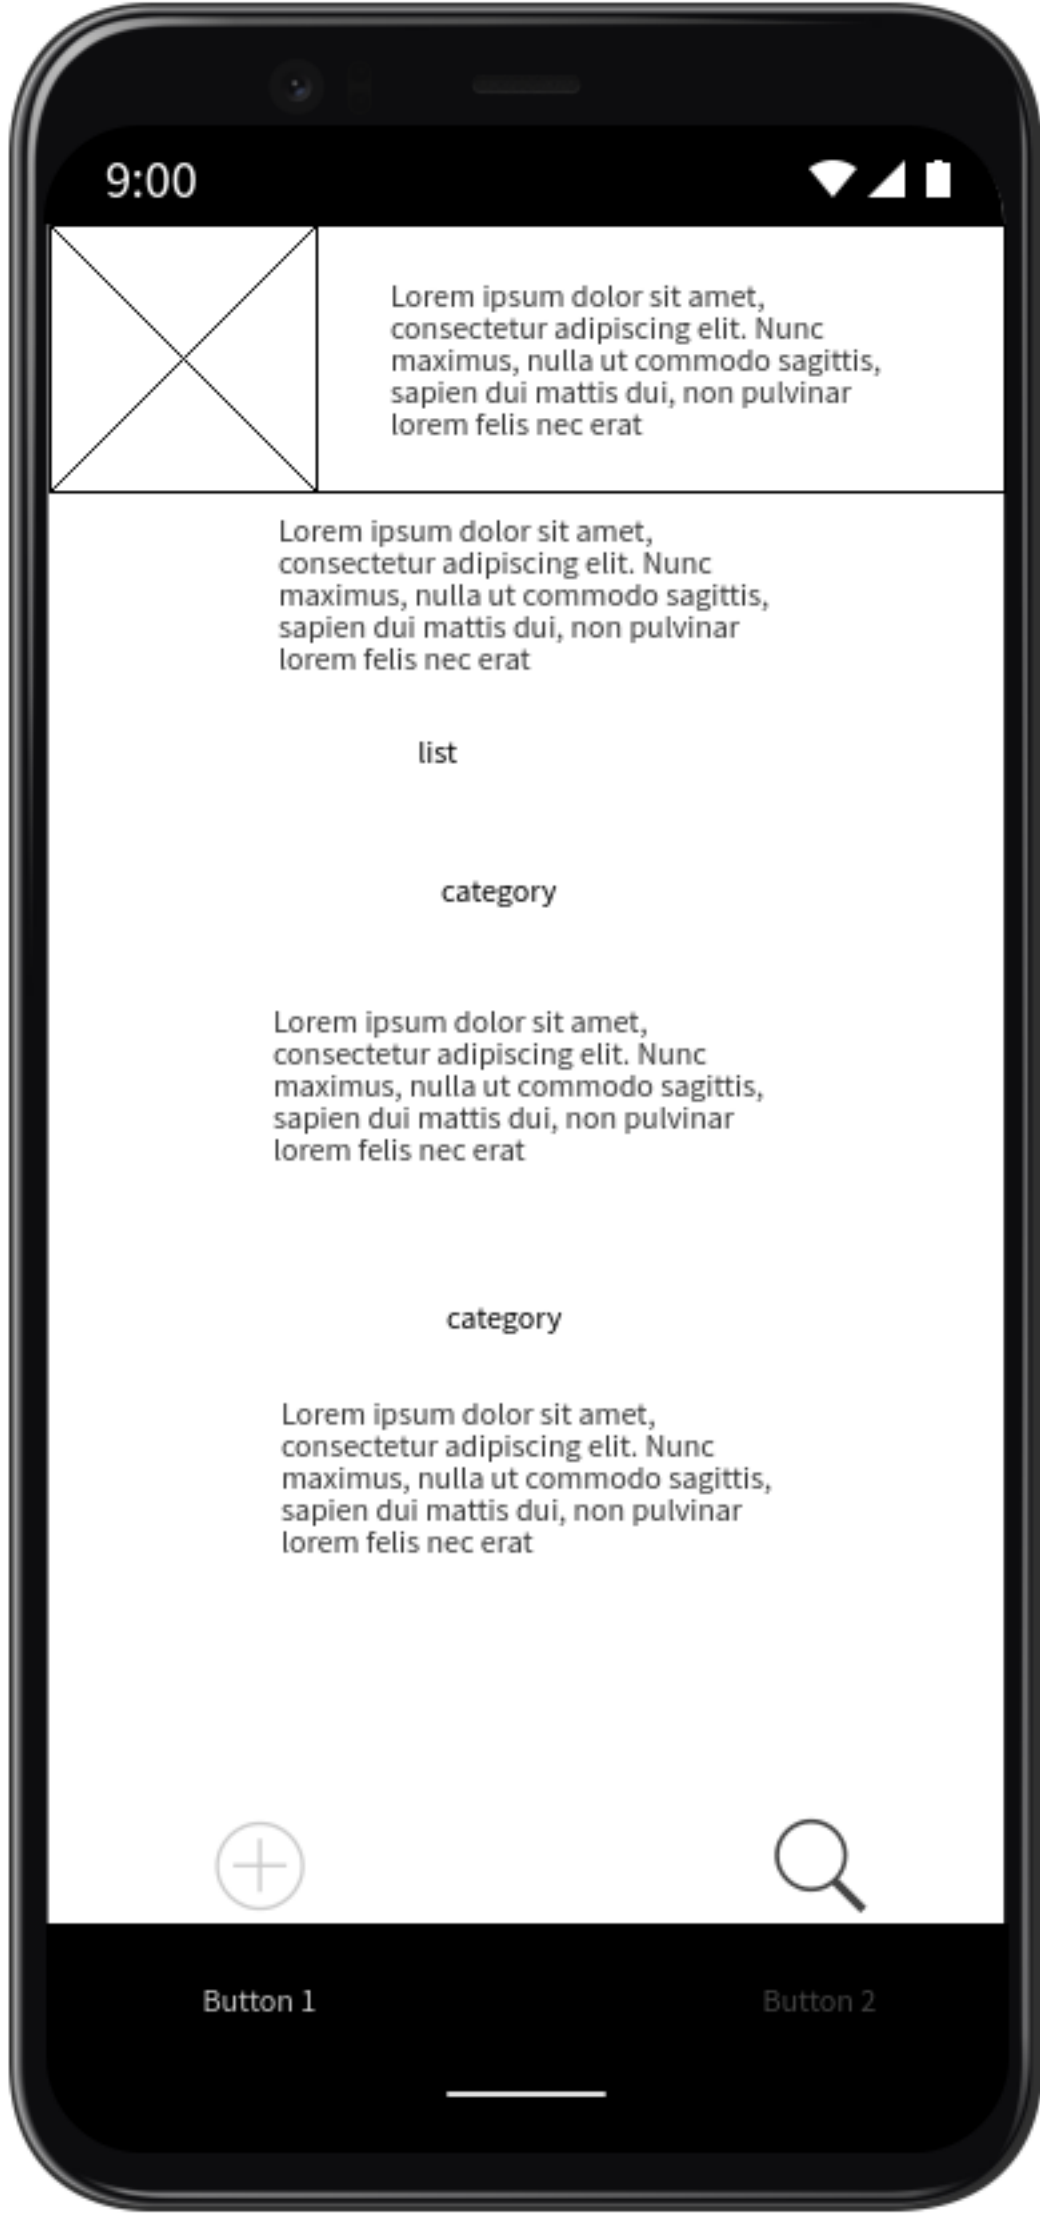 9:00
Lorem ipsum dolor sit amet,
consectetur adipiscing elit. Nunc
maximus, nulla ut commodo sagittis,
sapien dui mattis dui, non pulvinar
lorem felis nec erat
Lorem ipsum dolor sit amet,
consectetur adipiscing elit. Nunc
maximus, nulla ut commodo sagittis,
sapien dui mattis dui, non pulvinar
lorem felis nec erat
list
category
Lorem ipsum dolor sit amet,
consectetur adipiscing elit. Nunc
maximus, nulla ut commodo sagittis,
sapien dui mattis dui, non pulvinar
lorem felis nec erat
category
Lorem ipsum dolor sit amet,
consectetur adipiscing elit. Nunc
maximus, nulla ut commodo sagittis,
sapien dui mattis dui, non pulvinar
lorem felis nec erat
Button 1
Button 2